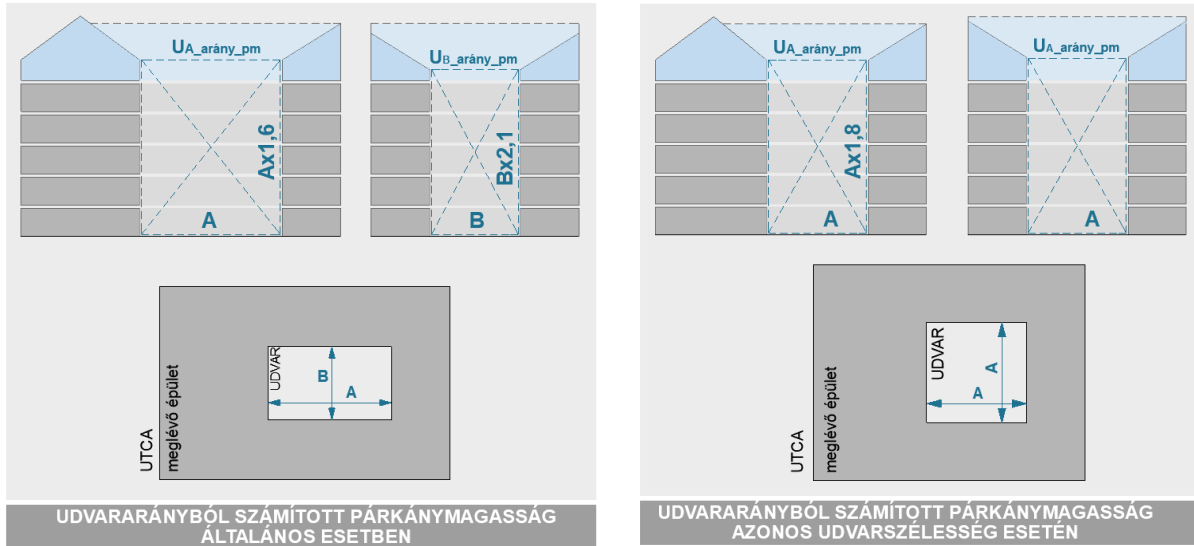 UA_arány_pm
UB_arány_pm
Ax1,6
Bx2,1
A
B
UDVAR
B
A
UTCA
meglévő épület
UDVARARÁNYBÓL SZÁMÍTOTT PÁRKÁNYMAGASSÁG
ÁLTALÁNOS ESETBEN
UA_arány_pm
UA_arány_pm
Ax1,8
A
A
UDVAR
A
A
UTCA
meglévő épület
UDVARARÁNYBÓL SZÁMÍTOTT PÁRKÁNYMAGASSÁG
AZONOS UDVARSZÉLESSÉG ESETÉN